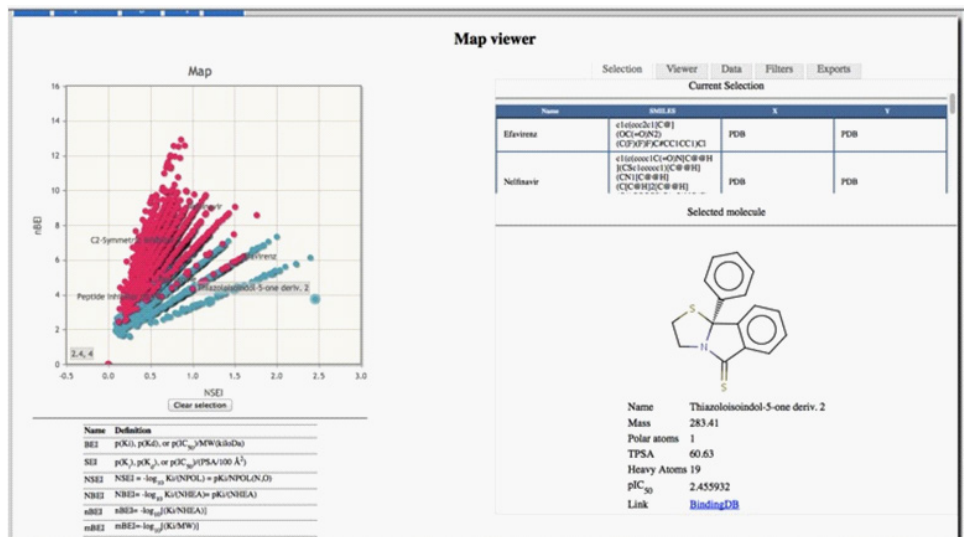 Map viewer
Map
16
14
12
10
8
6
4
2
0
nBEI
C2-Symmetric
Peptide
Thiazoloisoindol-5-one deriv. 2
2.4, 4
-0.5 0.0 0.5 1.0 1.5 2.0 2.5 3.0
NSEI
Clear selection
Name Definition
BEI p(Ki), p(Kd), or p(IC50)/MW(kiloDa)
SEI p(Ki), p(Kd), or p(IC50)/(PSA/100 Å²)
NSEI NSEI = -log10 Ki/(NPOL) = pKi/NPOL(N,O)
NBEI NBEI= -log10 Ki/(NHEA)= pKi/(NHEA)
nBEI nBEI= -log10[(Ki/NHEA)]
mBEI mBEI=-log10[(Ki/MW)]
Selection Viewer Data Filters Exports
Current Selection
Name SMILES X Y
Efavirenz
c1c(ccc2c1[C@]
(OC(=O)N2)
(C(F)(F)F)C#CC1CC1)Cl
PDB PDB
Nelfinavir
c1(c(cccc1C(=O)N[C@@H
](CSc1ccccc1)[C@@H]
(CN1[C@@H]
(C[C@H]2[C@@H]
PDB PDB
Selected molecule
S
N
S
Name Thiazoloisoindol-5-one deriv. 2
Mass 283.41
Polar atoms 1
TPSA 60.63
Heavy Atoms 19
pIC50 2.455932
Link BindingDB